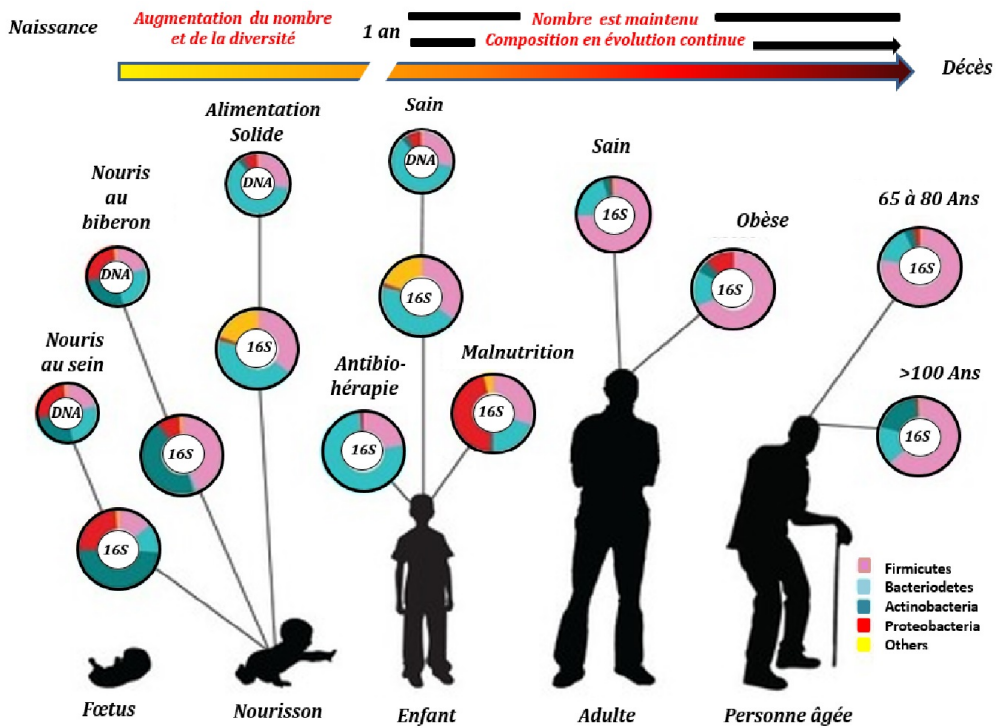 Naissance
Augmentation du nombre
et de la diversité
1 an
Nombre est maintenu
Composition en évolution continue
Décès
Alimentation
Solide
DNA
Sain
DNA
Sain
16S
Nouris
au
biberon
DNA
Obèse
16S
65 à 80 Ans
16S
Nouris
au sein
DNA
16S
16S
Antibio-
hérapie
16S
Malnutrition
16S
>100 Ans
16S
16S
16S
Firmicutes
Bacteriodetes
Actinobacteria
Proteobacteria
Others
Fœtus
Nourisson
Enfant
Adulte
Personne âgée